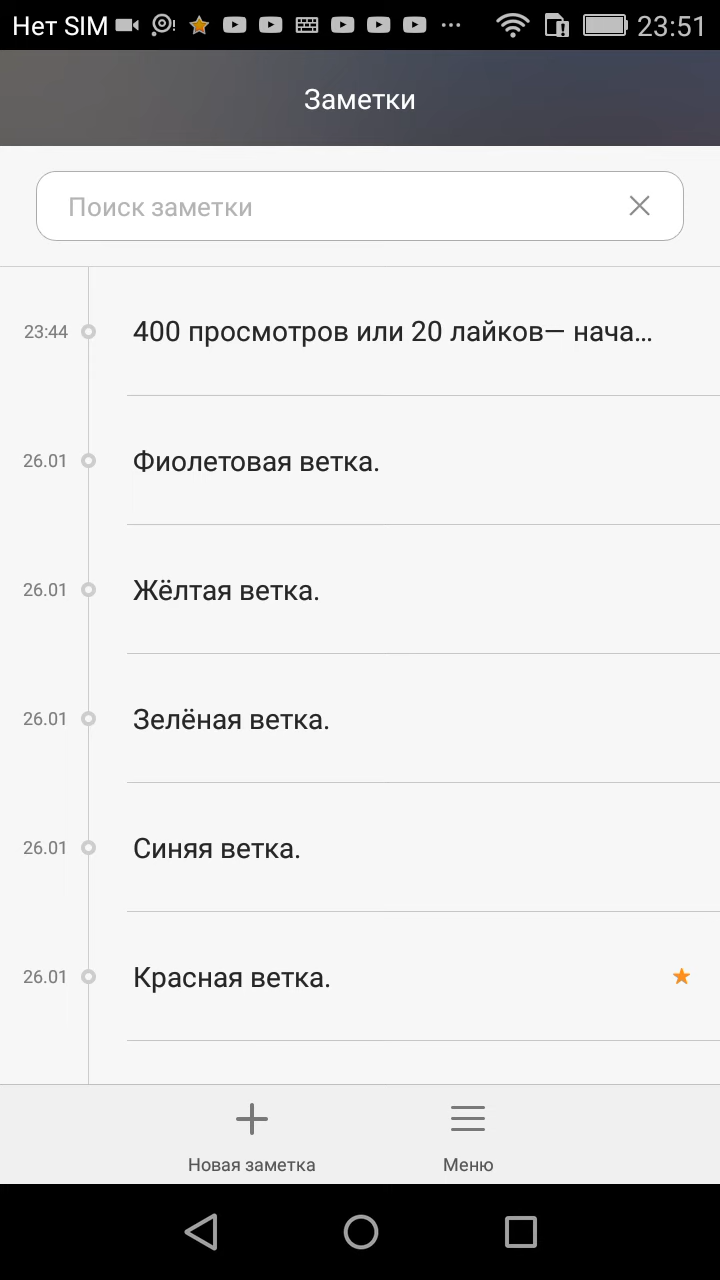 Нет SIM 23:51
Заметки
Поиск заметки
23:44 400 просмотров или 20 лайков— нача...
26.01 Фиолетовая ветка.
26.01 Жёлтая ветка.
26.01 Зелёная ветка.
26.01 Синяя ветка.
26.01 Красная ветка.
Новая заметка Меню